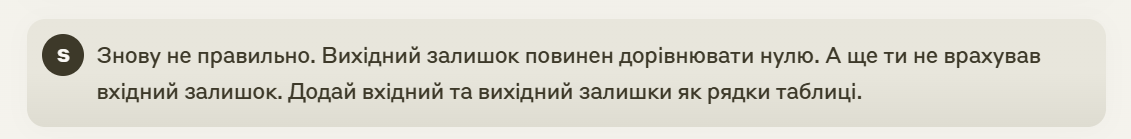 S
Знову не правильно. Вихідний залишок повинен дорівнювати нулю. А ще ти не врахував
вхідний залишок. Додай вхідний та вихідний залишки як рядки таблиці.